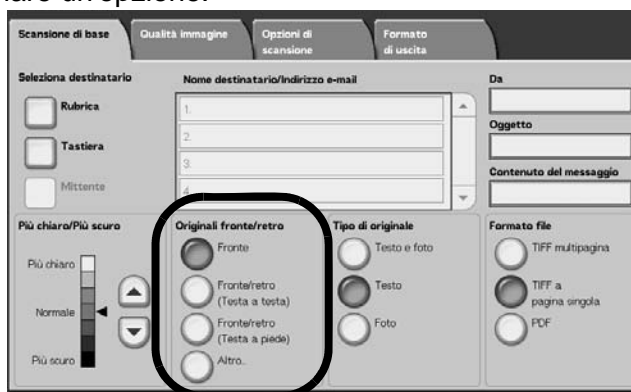 Scansione di base
Qualità immagine
Opzioni di
scansione
Formato
di uscita
Seleziona destinatario
Rubrica
Tastiera
Mittente
Nome destinatario/Indirizzo e-mail
1.
2.
3.
4.
Da
Oggetto
Contenuto del messaggio
Più chiaro/Più scuro
Più chiaro
Normale
Più scuro
Originali fronte/retro
Fronte
Fronte/retro
(Testa a testa)
Fronte/retro
(Testa a piede)
Altro..
Tipo di originale
Testo e foto
Testo
Foto
Formato file
TIFF multipagina
TIFF a
pagina singola
PDF